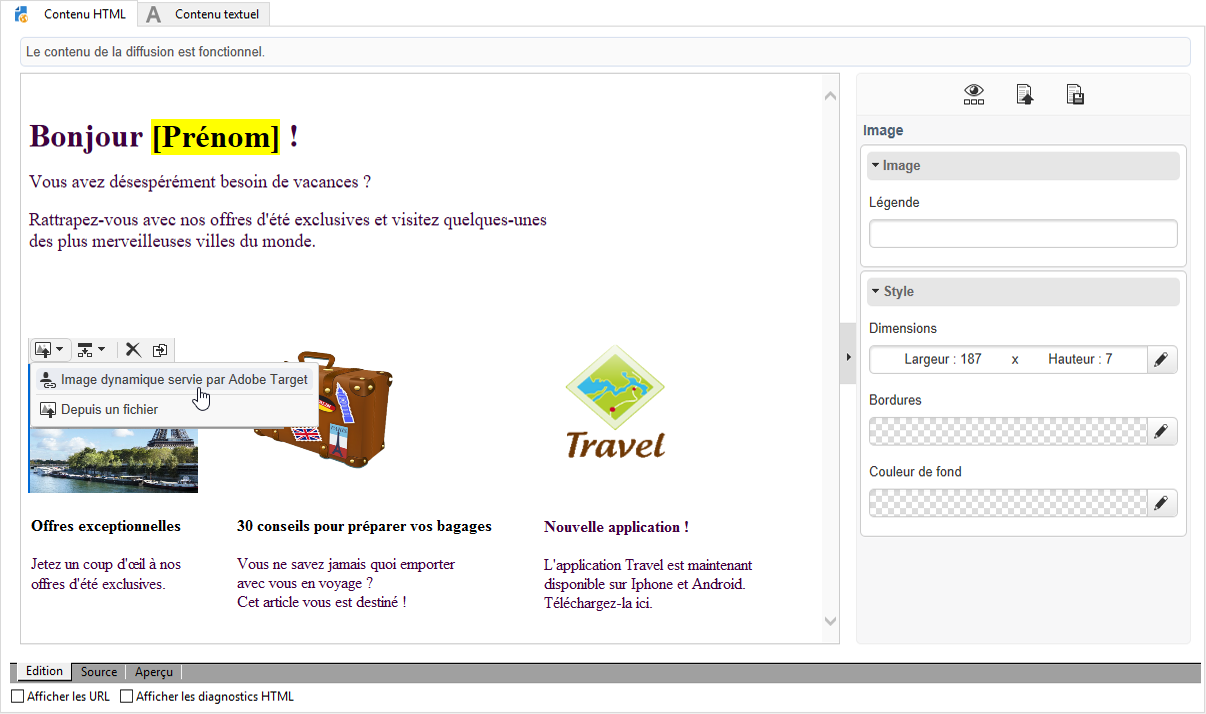 Contenu HTML
Contenu textuel
Le contenu de la diffusion est fonctionnel.
Bonjour [Prénom] !
Vous avez désespérément besoin de vacances ?
Rattrapez-vous avec nos offres d'été exclusives et visitez quelques-unes
des plus merveilleuses villes du monde.
Image dynamique servie par Adobe Target
Depuis un fichier
PARIS
Travel
Offres exceptionnelles
Jetez un coup d'œil à nos
offres d'été exclusives.
30 conseils pour préparer vos bagages
Vous ne savez jamais quoi emporter
avec vous en voyage ?
Cet article vous est destiné !
Nouvelle application !
L'application Travel est maintenant
disponible sur Iphone et Android.
Téléchargez-la ici.
Image
Image
Légende
Style
Dimensions
Largeur : 187 x Hauteur : 7
Bordures
Couleur de fond
Edition
Source
Aperçu
Afficher les URL
Afficher les diagnostics HTML